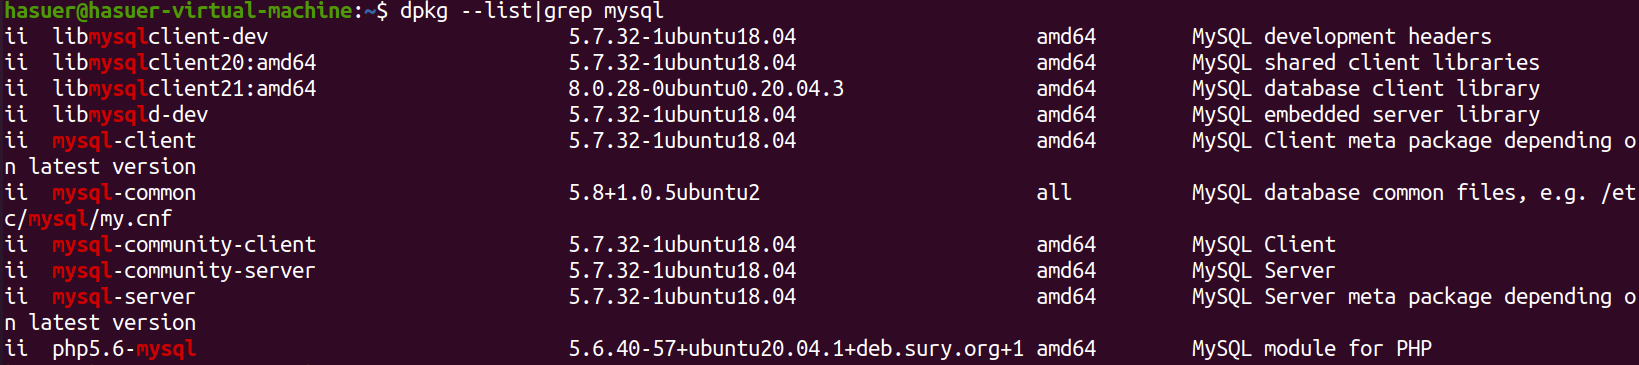 hasuer@hasuer-virtual-machine:~$ dpkg --list|grep mysql
ii  libmysqlclient-dev                         5.7.32-1ubuntu18.04                    amd64        MySQL development headers
ii  libmysqlclient20:amd64                     5.7.32-1ubuntu18.04                    amd64        MySQL shared client libraries
ii  libmysqlclient21:amd64                     8.0.28-0ubuntu0.20.04.3                amd64        MySQL database client library
ii  libmysqld-dev                              5.7.32-1ubuntu18.04                    amd64        MySQL embedded server library
ii  mysql-client                               5.7.32-1ubuntu18.04                    amd64        MySQL Client meta package depending o
n latest version
ii  mysql-common                               5.8+1.0.5ubuntu2                       all          MySQL database common files, e.g. /et
c/mysql/my.cnf
ii  mysql-community-client                     5.7.32-1ubuntu18.04                    amd64        MySQL Client
ii  mysql-community-server                     5.7.32-1ubuntu18.04                    amd64        MySQL Server
ii  mysql-server                               5.7.32-1ubuntu18.04                    amd64        MySQL Server meta package depending o
n latest version
ii  php5.6-mysql                               5.6.40-57+ubuntu20.04.1+deb.sury.org+1 amd64        MySQL module for PHP